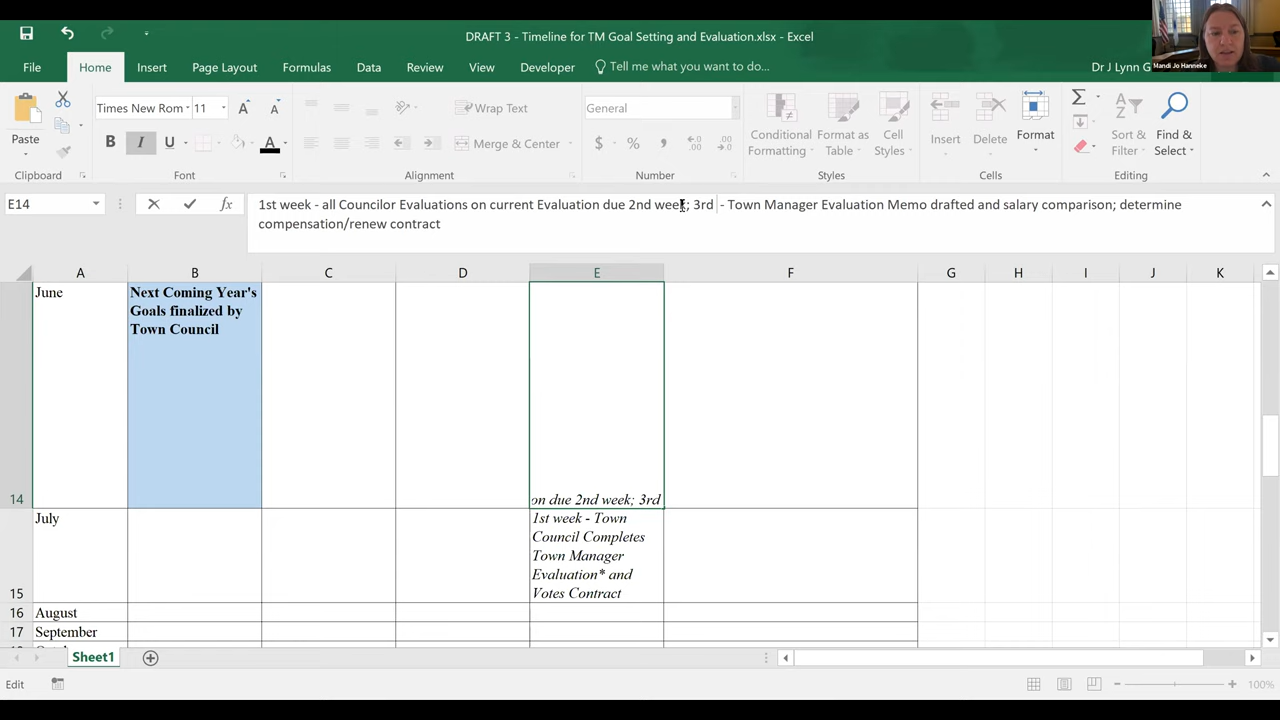 DRAFT 3 - Timeline for TM Goal Setting and Evaluation.xlsx - Excel
Mandi Jo Hanneke
File Home Insert Page Layout Formulas Data Review View Developer Tell me what you want to do... Dr J Lynn G
Times New Rom 11 Wrap Text General
Paste B I U A Merge & Center $ % Conditional Formatting Format as Table Cell Styles Insert Delete Format Sort & Filter Find & Select
Clipboard Font Alignment Number Styles Cells Editing
E14 fx 1st week - all Councilor Evaluations on current Evaluation due 2nd week; 3rd - Town Manager Evaluation Memo drafted and salary comparison; determine
compensation/renew contract
A B C D E F G H I J K
June
Next Coming Year's
Goals finalized by
Town Council
14 on due 2nd week; 3rd
July
1st week - Town
Council Completes
Town Manager
Evaluation* and
15 Votes Contract
16 August
17 September
Sheet1
Edit 100%